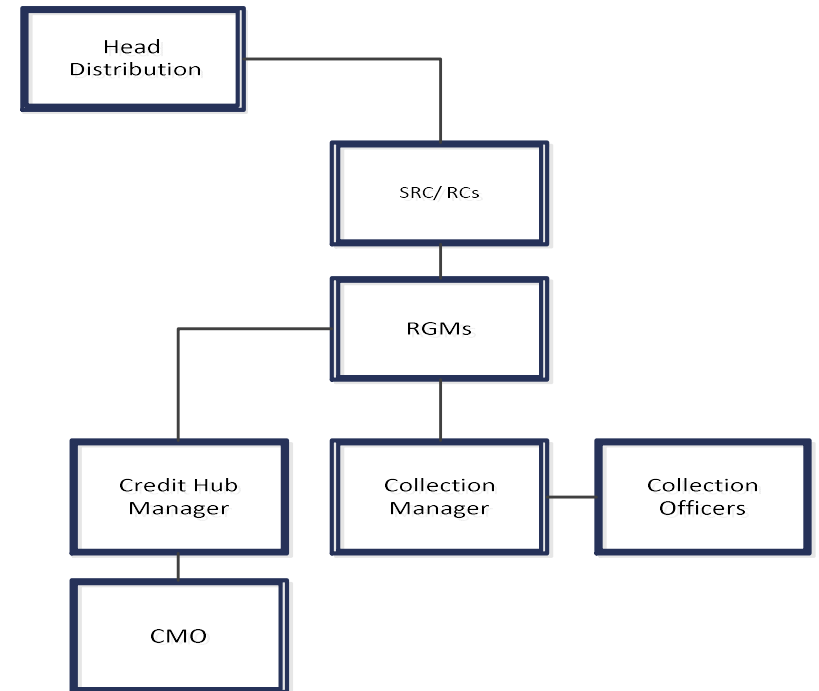 Head
Distribution
SRC/ RCs
RGMs
Credit Hub
Manager
Collection
Manager
Collection
Officers
CMO